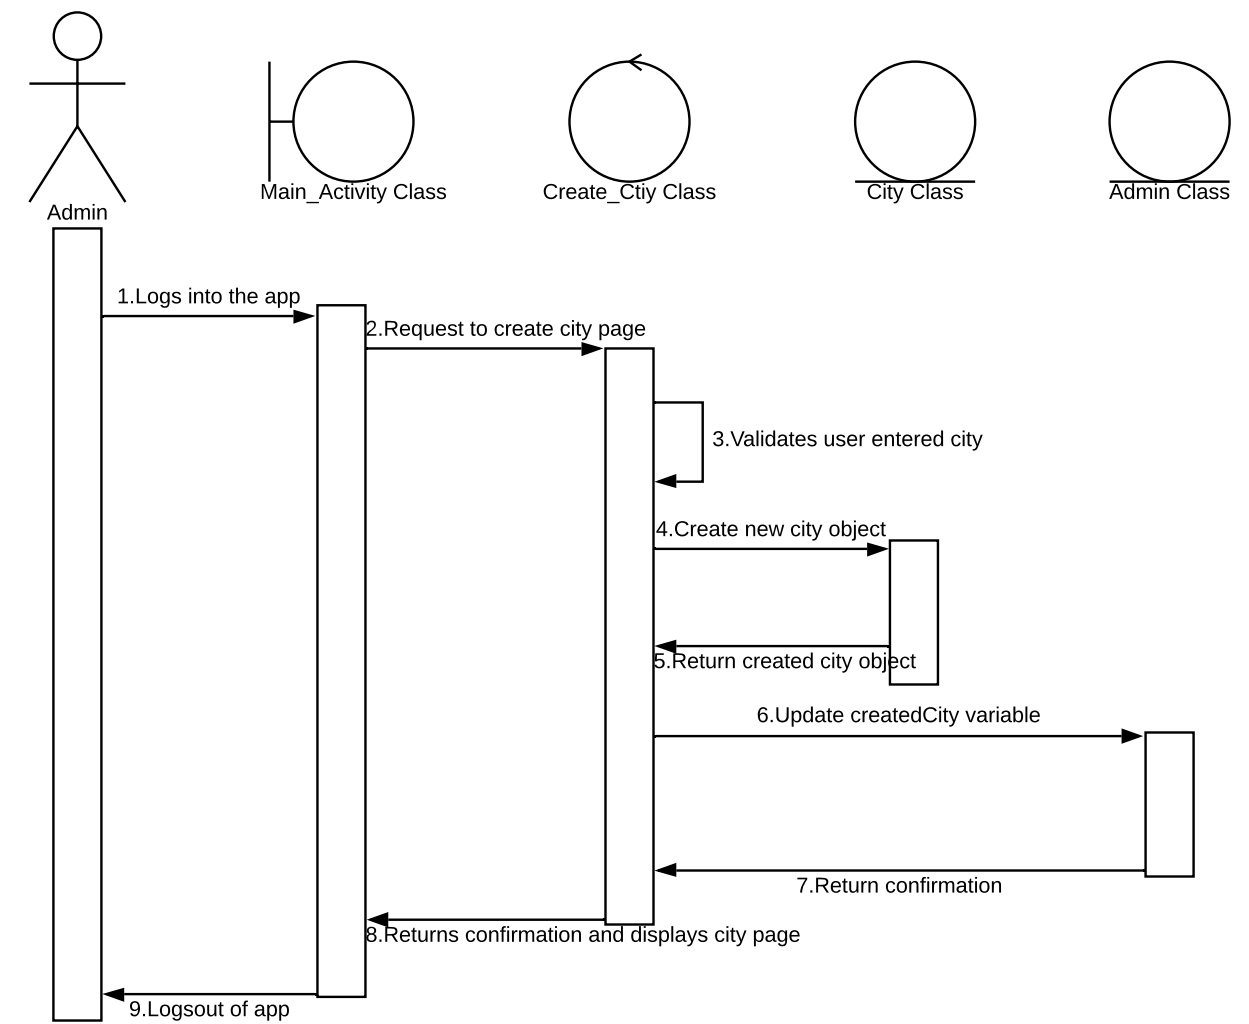 Main_Activity Class
Create_Ctiy Class
City Class
Admin Class
Admin
1.Logs into the app
2.Request to create city page
3.Validates user entered city
4.Create new city object
5.Return created city object
6.Update createdCity variable
7.Return confirmation
8.Returns confirmation and displays city page
9.Logsout of app